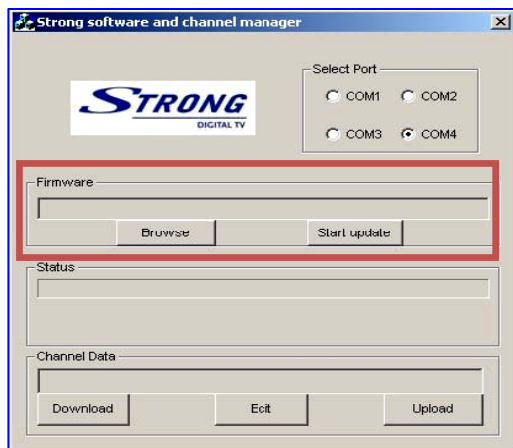 Strong software and channel manager
STRONG
DIGITAL TV
Select Port
COM1 COM2
COM3 COM4
Firmware
Browse Start update
Status
Channel Data
Download Ecit Upload